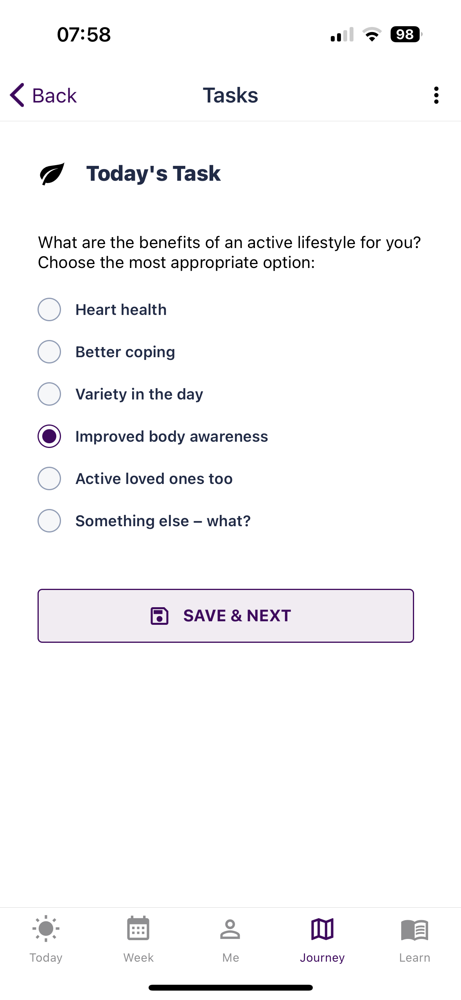 07:58
98
Back
Tasks
Today's Task
What are the benefits of an active lifestyle for you?
Choose the most appropriate option:
Heart health
Better coping
Variety in the day
Improved body awareness
Active loved ones too
Something else – what?
SAVE & NEXT
Today
Week
Me
Journey
Learn